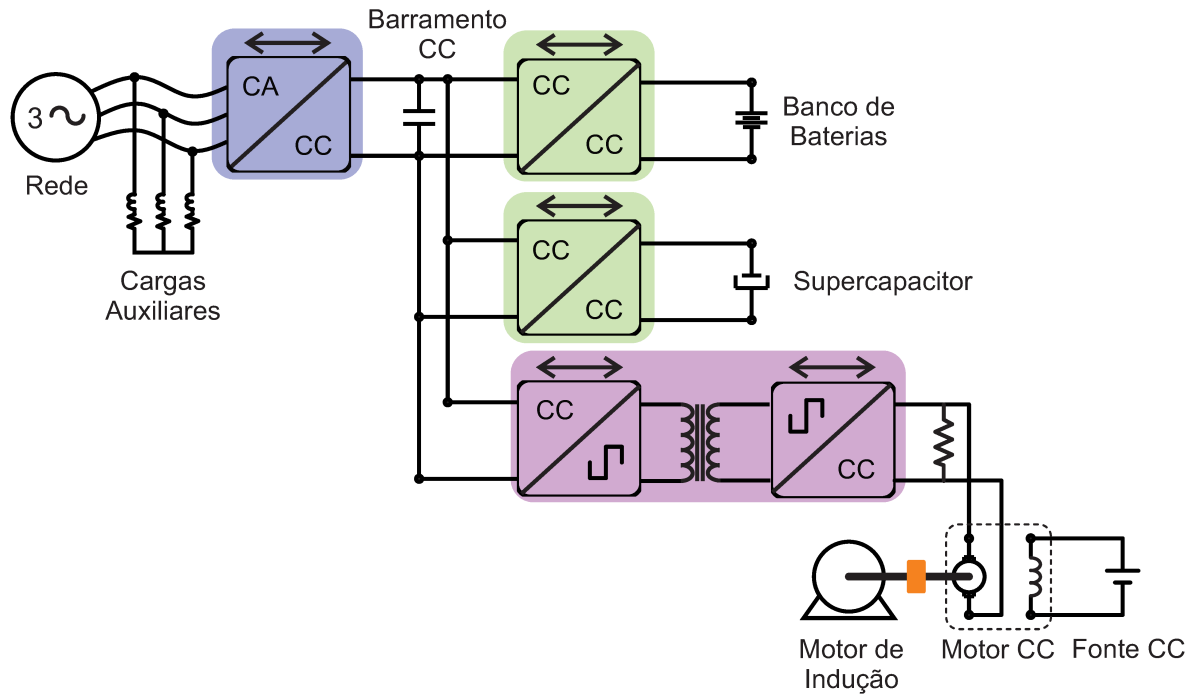 Barramento
CC
CA
CC
3
Rede
Cargas
Auxiliares
CC
CC
Banco de
Baterias
CC
CC
Supercapacitor
CC
CC
Motor de
Indução
Motor CC
Fonte CC